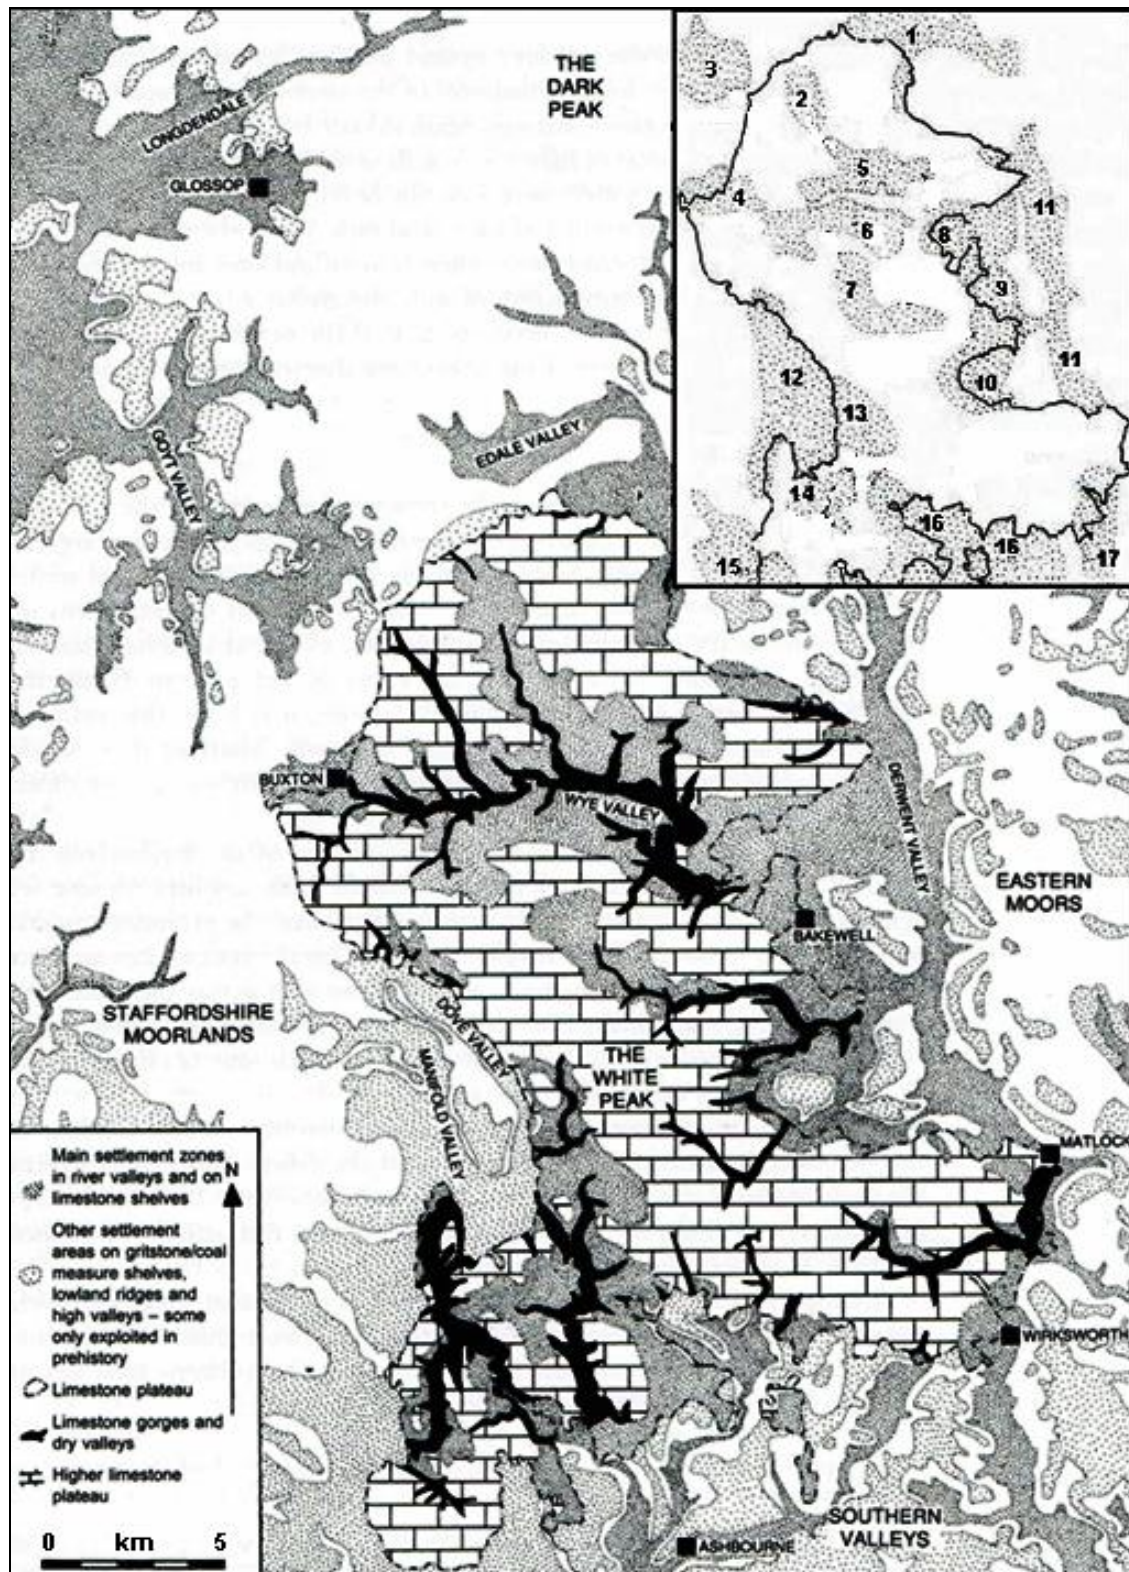 THE
DARK
PEAK
LONGDENDALE
GLOSSOP
GOYT VALLEY
EDALE VALLEY
1
3
2
5
4
11
6
8
7
9
12
10
11
13
14
16
16
15
17
BUXTON
WYE VALLEY
DERWENT VALLEY
EASTERN
MOORS
BAKEWELL
STAFFORDSHIRE
MOORLANDS
DOVE VALLEY
MANIFOLD VALLEY
THE
WHITE
PEAK
MATLOCK
WIRKSWORTH
SOUTHERN
VALLEYS
ASHBOURNE
Main settlement zones
in river valleys and on
limestone shelves
N
Other settlement
areas on gritstone/coal
measure shelves,
lowland ridges and
high valleys – some
only exploited in
prehistory
Limestone plateau
Limestone gorges and
dry valleys
Higher limestone
plateau
0 km 5